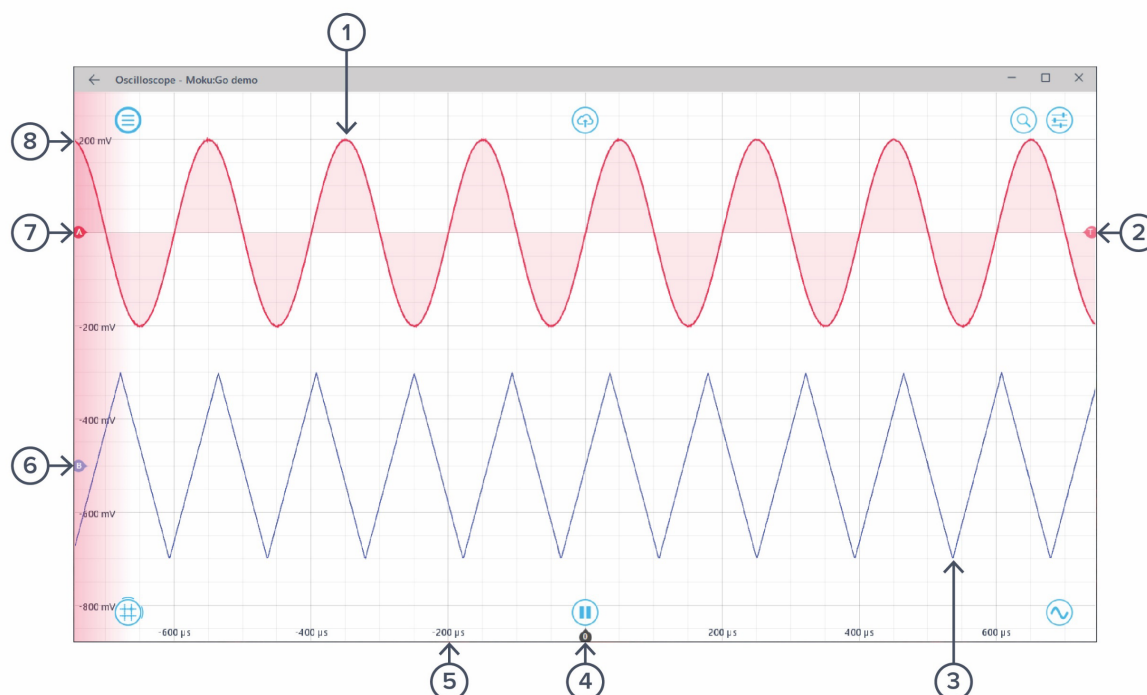 1
Oscilloscope - Moku:Go demo
8
200 mV
7
A
T
2
-200 mV
-400 mV
6
B
-600 mV
-800 mV
-600 µs
-400 µs
-200 µs
0
200 µs
400 µs
600 µs
5
4
3